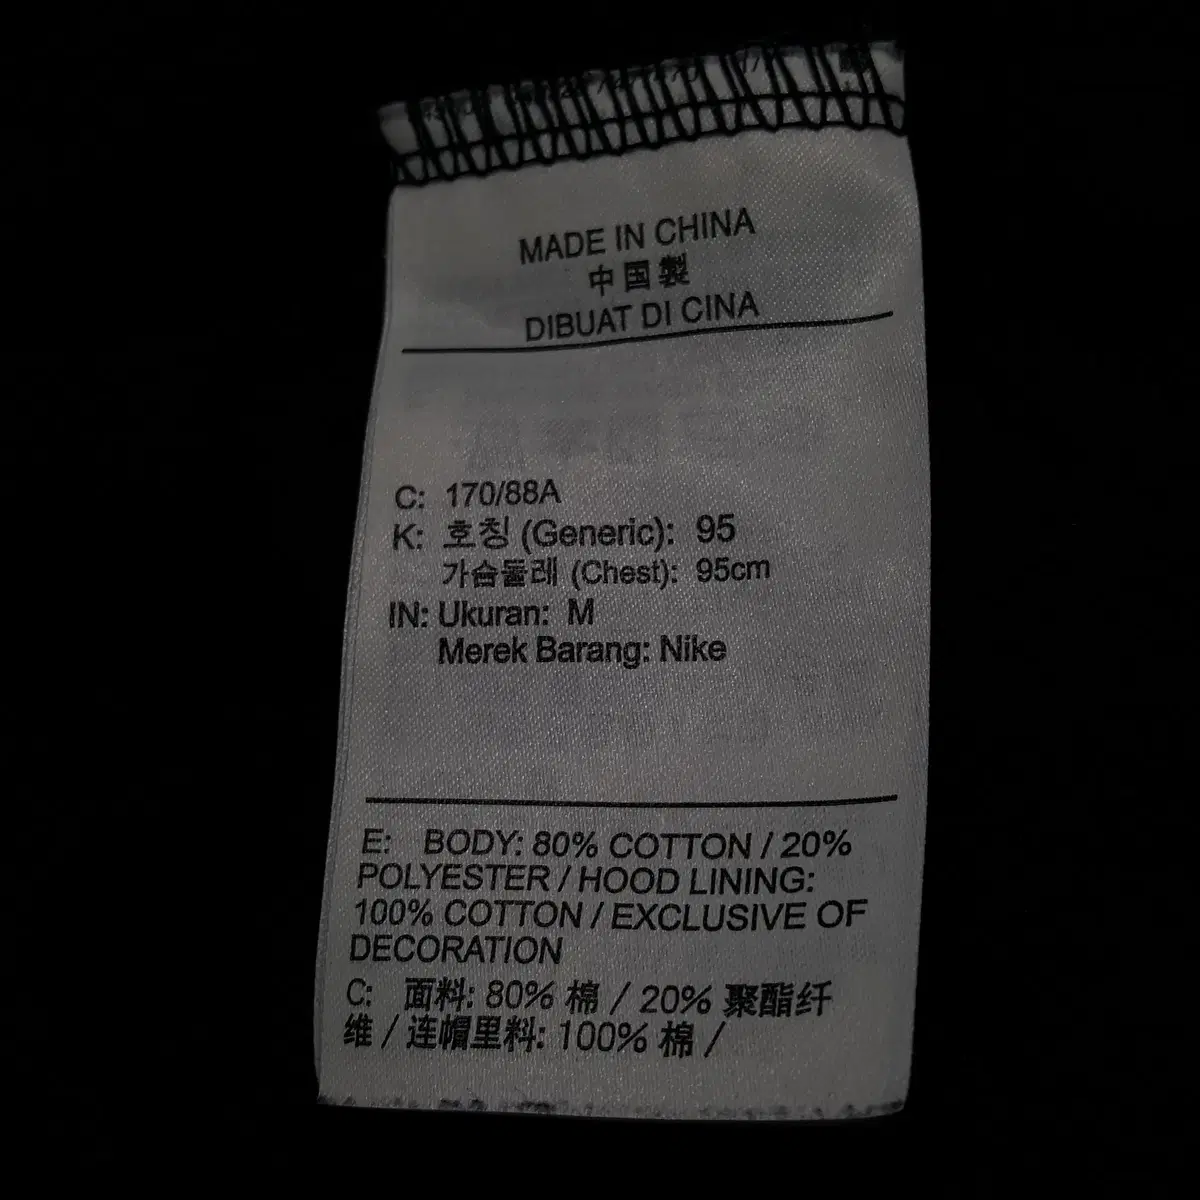 MADE IN CHINA
中国製
DIBUAT DI CINA
C: 170/88A
K: 호칭 (Generic): 95
가슴둘레 (Chest): 95cm
IN: Ukuran: M
Merek Barang: Nike
E: BODY: 80% COTTON / 20%
POLYESTER / HOOD LINING:
100% COTTON / EXCLUSIVE OF
DECORATION
C: 面料: 80% 棉 / 20% 聚酯纤
维 / 连帽里料: 100% 棉 /